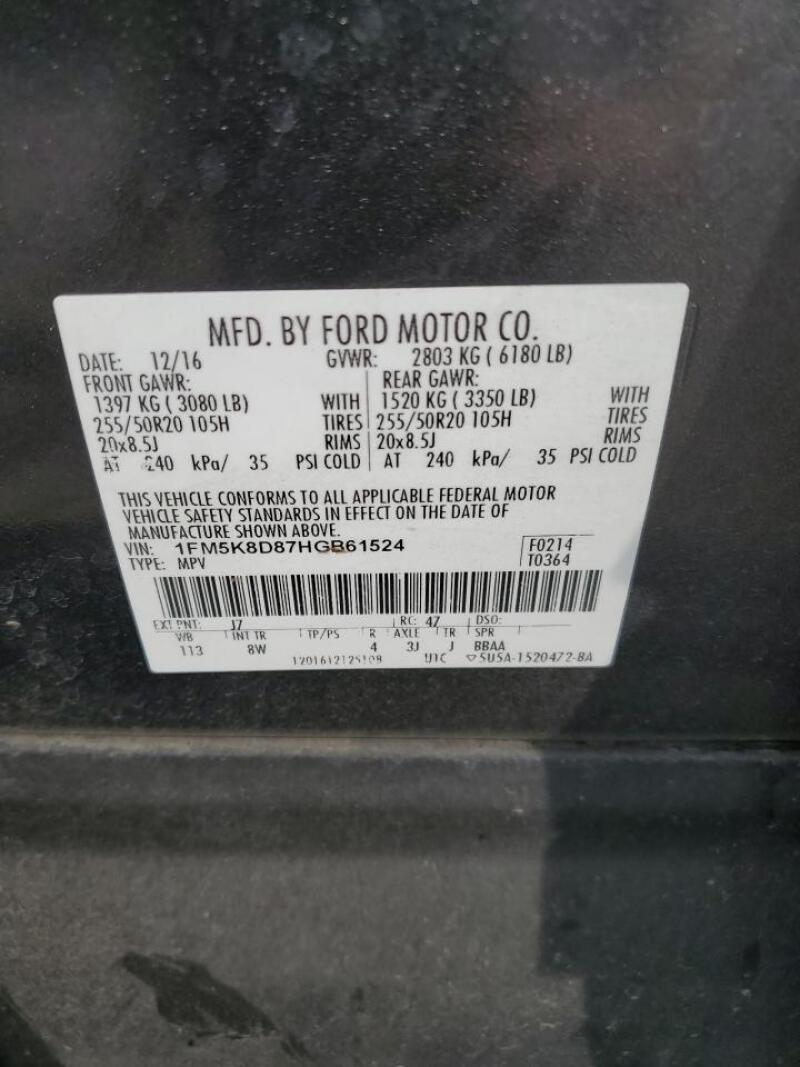 MFD. BY FORD MOTOR CO.
DATE: 12/16 GVWR: 2803 KG ( 6180 LB)
FRONT GAWR: REAR GAWR:
1397 KG ( 3080 LB) WITH 1520 KG ( 3350 LB) WITH
255/50R20 105H TIRES 255/50R20 105H TIRES
20x8.5J RIMS 20x8.5J RIMS
AT 240 kPa/ 35 PSI COLD AT 240 kPa/ 35 PSI COLD
THIS VEHICLE CONFORMS TO ALL APPLICABLE FEDERAL MOTOR
VEHICLE SAFETY STANDARDS IN EFFECT ON THE DATE OF
MANUFACTURE SHOWN ABOVE.
VIN: 1FM5K8D87HGB61524 F0214
TYPE: MPV T0364
EXT PNT: J7 RC: 47 DSO:
WB INT TR TP/PS R AXLE TR SPR
113 8W 4 3J J BBAA
1201612125108 UTC ▽5U5A-1520472-BA